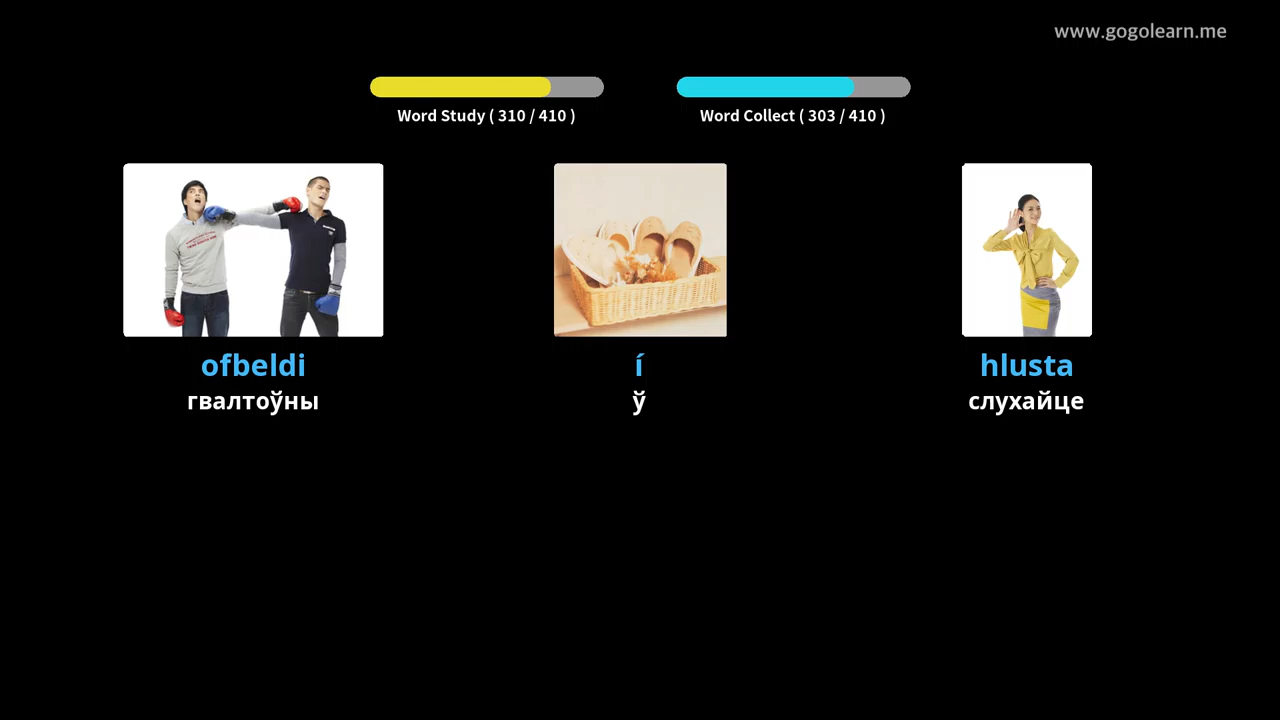 www.gogolearn.me
Word Study ( 310 / 410 )
Word Collect ( 303 / 410 )
ofbeldi
гвалтоўны
í
ў
hlusta
слухайце